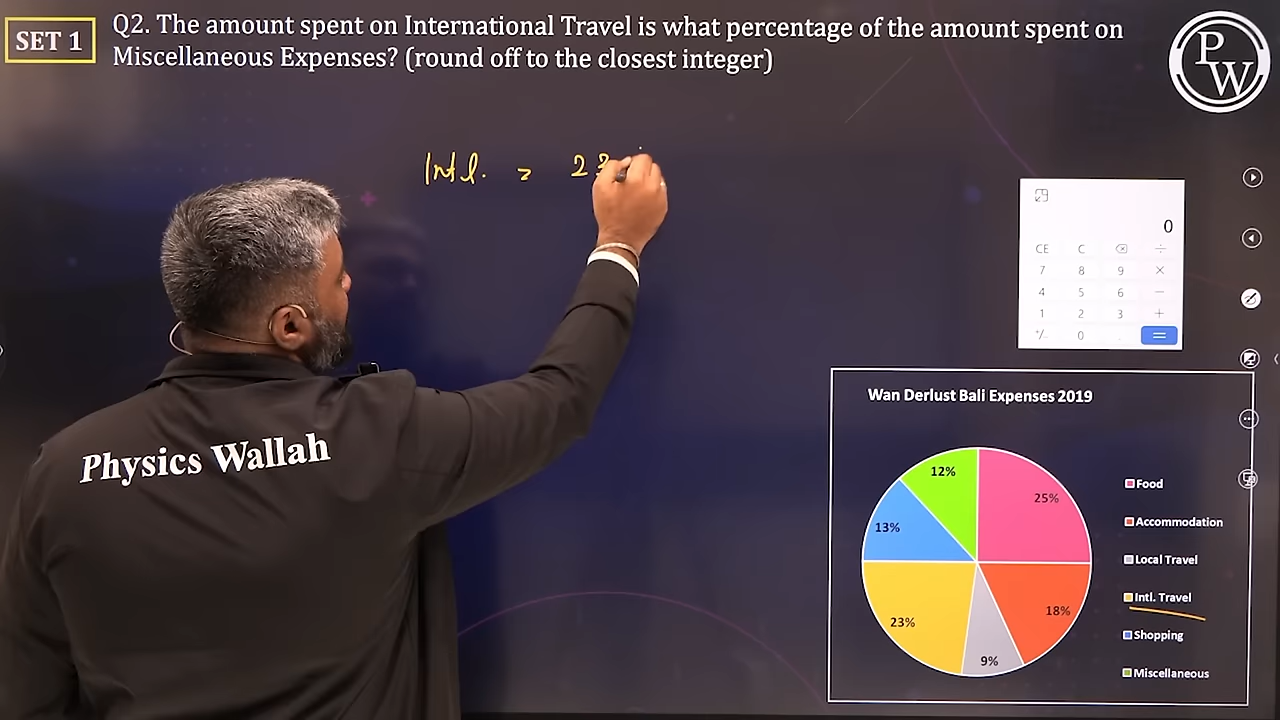 SET 1
Q2. The amount spent on International Travel is what percentage of the amount spent on
Miscellaneous Expenses? (round off to the closest integer)
P
W
Intl. = 23
0
CE C ⌫ ÷
7 8 9 ×
4 5 6 −
1 2 3 +
+/− 0 . =
Physics Wallah
Wan Derlust Bali Expenses 2019
12%
25%
13%
23%
18%
9%
Food
Accommodation
Local Travel
Intl. Travel
Shopping
Miscellaneous